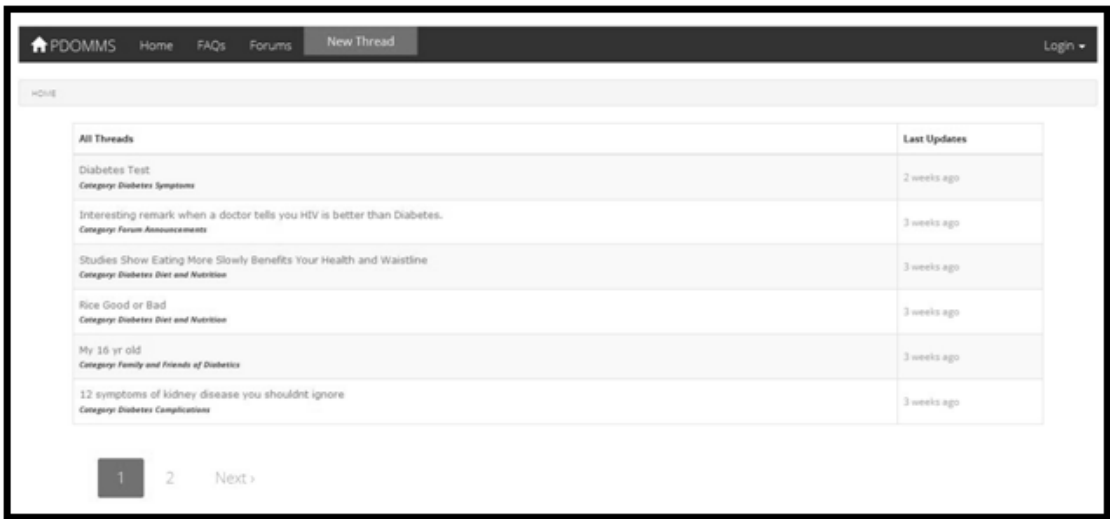 PDOMMS Home FAQs Forums New Thread Login
HOME
All Threads Last Updates
Diabetes Test
Category: Diabetes Symptoms
2 weeks ago
Interesting remark when a doctor tells you HIV is better than Diabetes.
Category: Forum Announcements
3 weeks ago
Studies Show Eating More Slowly Benefits Your Health and Waistline
Category: Diabetes Diet and Nutrition
3 weeks ago
Rice Good or Bad
Category: Diabetes Diet and Nutrition
3 weeks ago
My 16 yr old
Category: Family and Friends of Diabetics
3 weeks ago
12 symptoms of kidney disease you shouldnt ignore
Category: Diabetes Complications
3 weeks ago
1 2 Next ›